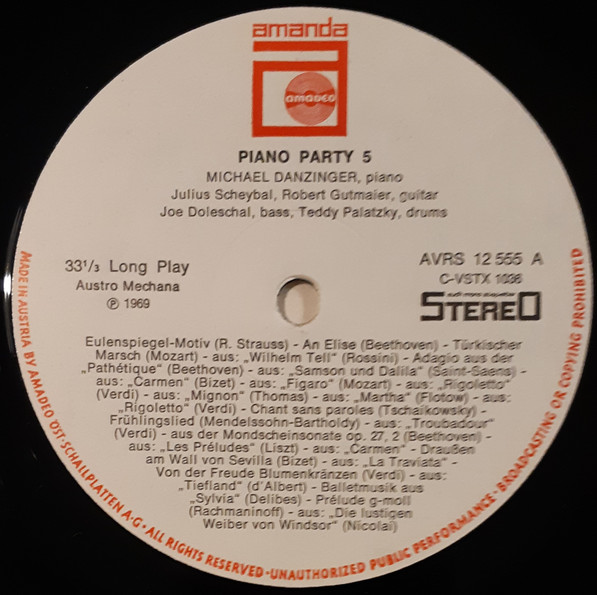 amanda
AMADEO
PIANO PARTY 5
MICHAEL DANZINGER, piano
Julius Scheybal, Robert Gutmaier, guitar
Joe Doleschal, bass, Teddy Palatzky, drums
33 1/3 Long Play
Austro Mechana
Ⓟ 1969
AVRS 12 555 A
C-VSTX 1036
STEREO
Eulenspiegel-Motiv (R. Strauss) - An Elise (Beethoven) - Türkischer
Marsch (Mozart) - aus: „Wilhelm Tell" (Rossini) - Adagio aus der
„Pathétique" (Beethoven) - aus: „Samson und Dalila" (Saint-Saens) -
aus: „Carmen" (Bizet) - aus: „Figaro" (Mozart) - aus: „Rigoletto"
(Verdi) - aus: „Mignon" (Thomas) - aus: „Martha" (Flotow) - aus:
„Rigoletto" (Verdi) - Chant sans paroles (Tschaikowsky) -
Frühlingslied (Mendelssohn-Bartholdy) - aus: „Troubadour"
(Verdi) - aus der Mondscheinsonate op. 27, 2 (Beethoven) -
aus: „Les Préludes" (Liszt) - aus: „Carmen" - Draußen
am Wall von Sevilla (Bizet) - aus: „La Traviata" -
Von der Freude Blumenkränzen (Verdi) - aus:
„Tiefland" (d'Albert) - Balletmusik aus
„Sylvia" (Delibes) - Prélude g-moll
(Rachmaninoff) - aus: „Die lustigen
Weiber von Windsor" (Nicolai)
MADE IN AUSTRIA BY AMADEO ÖST. SCHALLPLATTEN A·G · ALL RIGHTS RESERVED · UNAUTHORIZED PUBLIC PERFORMANCE · BROADCASTING OR COPYING PROHIBITED